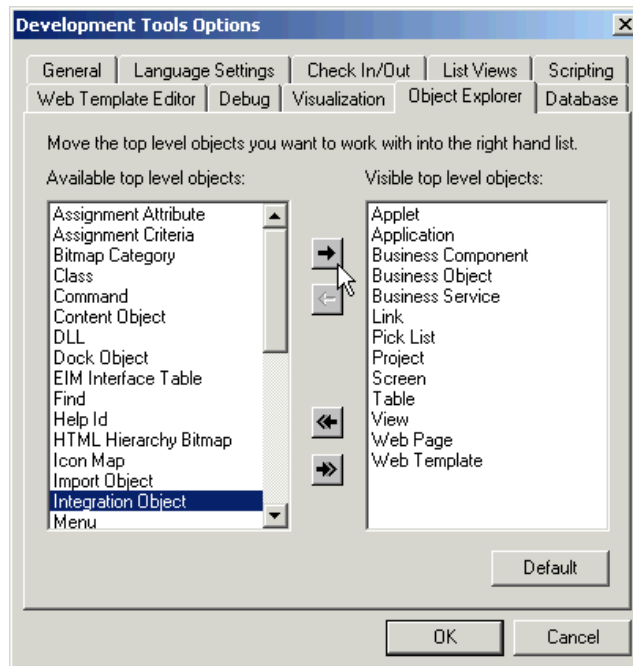 Development Tools Options
General
Language Settings
Check In/Out
List Views
Scripting
Web Template Editor
Debug
Visualization
Object Explorer
Database
Move the top level objects you want to work with into the right hand list.
Available top level objects:
Assignment Attribute
Assignment Criteria
Bitmap Category
Class
Command
Content Object
DLL
Dock Object
EIM Interface Table
Find
Help Id
HTML Hierarchy Bitmap
Icon Map
Import Object
Integration Object
Menu
Visible top level objects:
Applet
Application
Business Component
Business Object
Business Service
Link
Pick List
Project
Screen
Table
View
Web Page
Web Template
Default
OK
Cancel